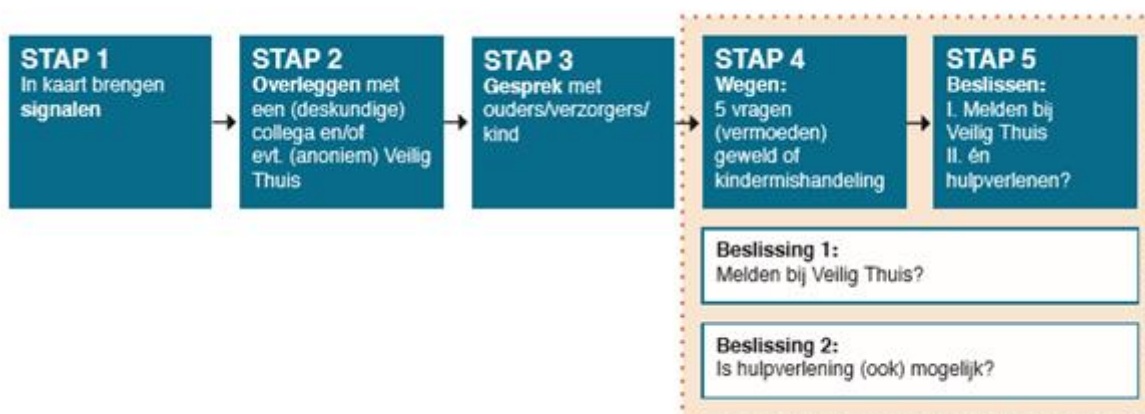 STAP 1
In kaart brengen
signalen
STAP 2
Overleggen met
een (deskundige)
collega en/of
evt. (anoniem) Veilig
Thuis
STAP 3
Gesprek met
ouders/verzorgers/
kind
STAP 4
Wegen:
5 vragen
(vermoeden)
geweld of
kindermishandeling
STAP 5
Beslissen:
I. Melden bij
Veilig Thuis
II. én
hulpverlenen?
Beslissing 1:
Melden bij Veilig Thuis?
Beslissing 2:
Is hulpverlening (ook) mogelijk?